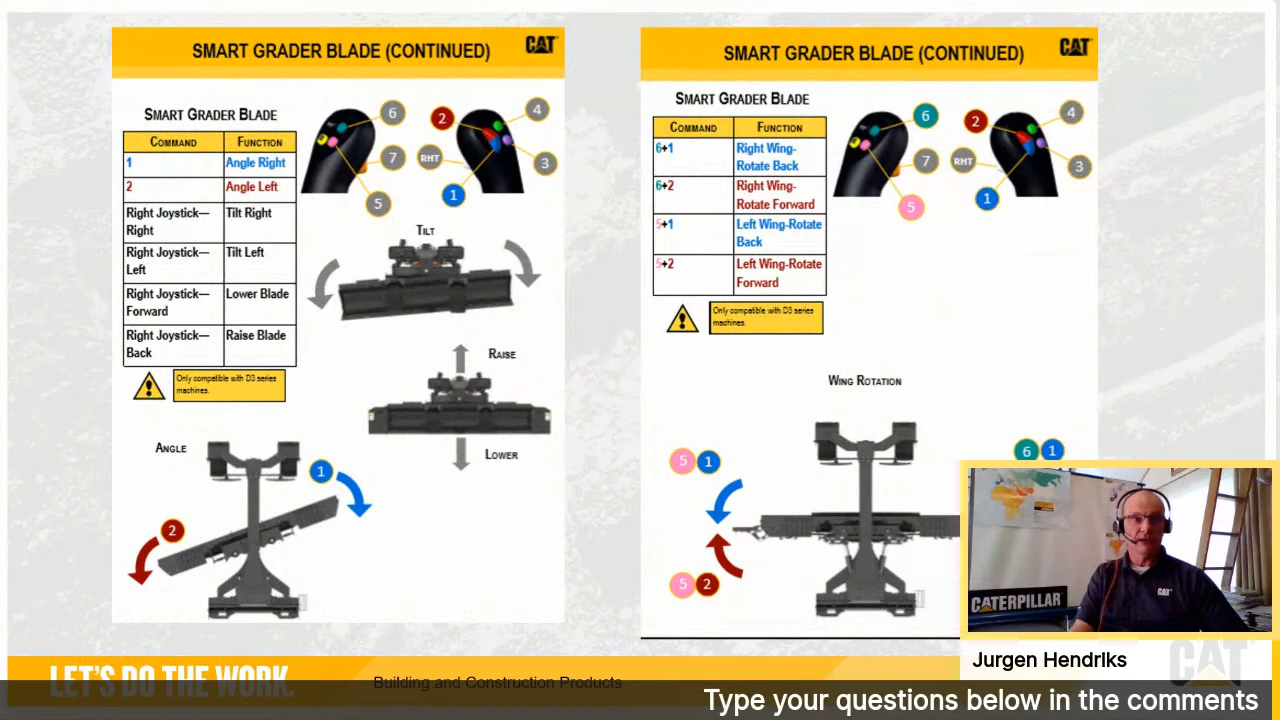 SMART GRADER BLADE (CONTINUED)
CAT
SMART GRADER BLADE
COMMAND FUNCTION
1 Angle Right
2 Angle Left
Right Joystick—
Right
Tilt Right
Right Joystick—
Left
Tilt Left
Right Joystick—
Forward
Lower Blade
Right Joystick—
Back
Raise Blade
Only compatible with D3 series
machines.
6
7
5
2
4
RHT
3
1
TILT
RAISE
LOWER
ANGLE
1
2
SMART GRADER BLADE (CONTINUED)
CAT
SMART GRADER BLADE
COMMAND FUNCTION
6+1
Right Wing-
Rotate Back
6+2
Right Wing-
Rotate Forward
5+1
Left Wing-Rotate
Back
5+2
Left Wing-Rotate
Forward
Only compatible with D3 series
machines.
6
7
5
2
4
RHT
3
1
WING ROTATION
5 1
6 1
5 2
CATERPILLAR
CAT
Jurgen Hendriks
LET'S DO THE WORK.
Building and Construction Products
CAT
Type your questions below in the comments